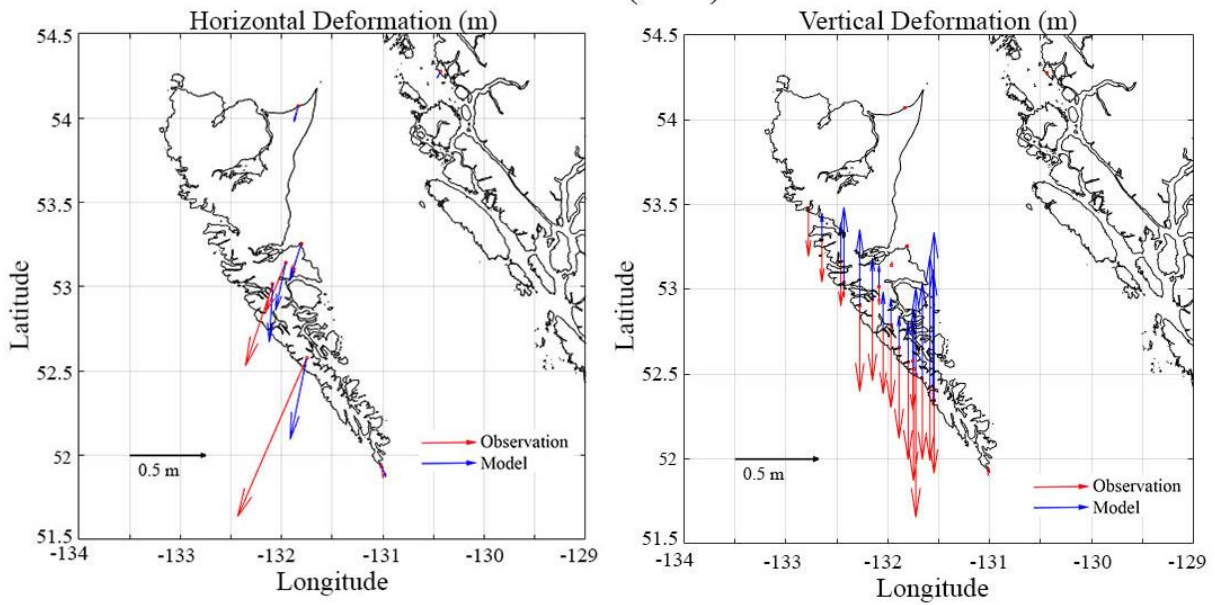 Horizontal Deformation (m)
54.5
54
53.5
53
52.5
52
51.5
Latitude
0.5 m
Observation
Model
-134
-133
-132
-131
-130
-129
Longitude
Vertical Deformation (m)
54.5
54
53.5
53
52.5
52
51.5
Latitude
0.5 m
Observation
Model
-134
-133
-132
-131
-130
-129
Longitude